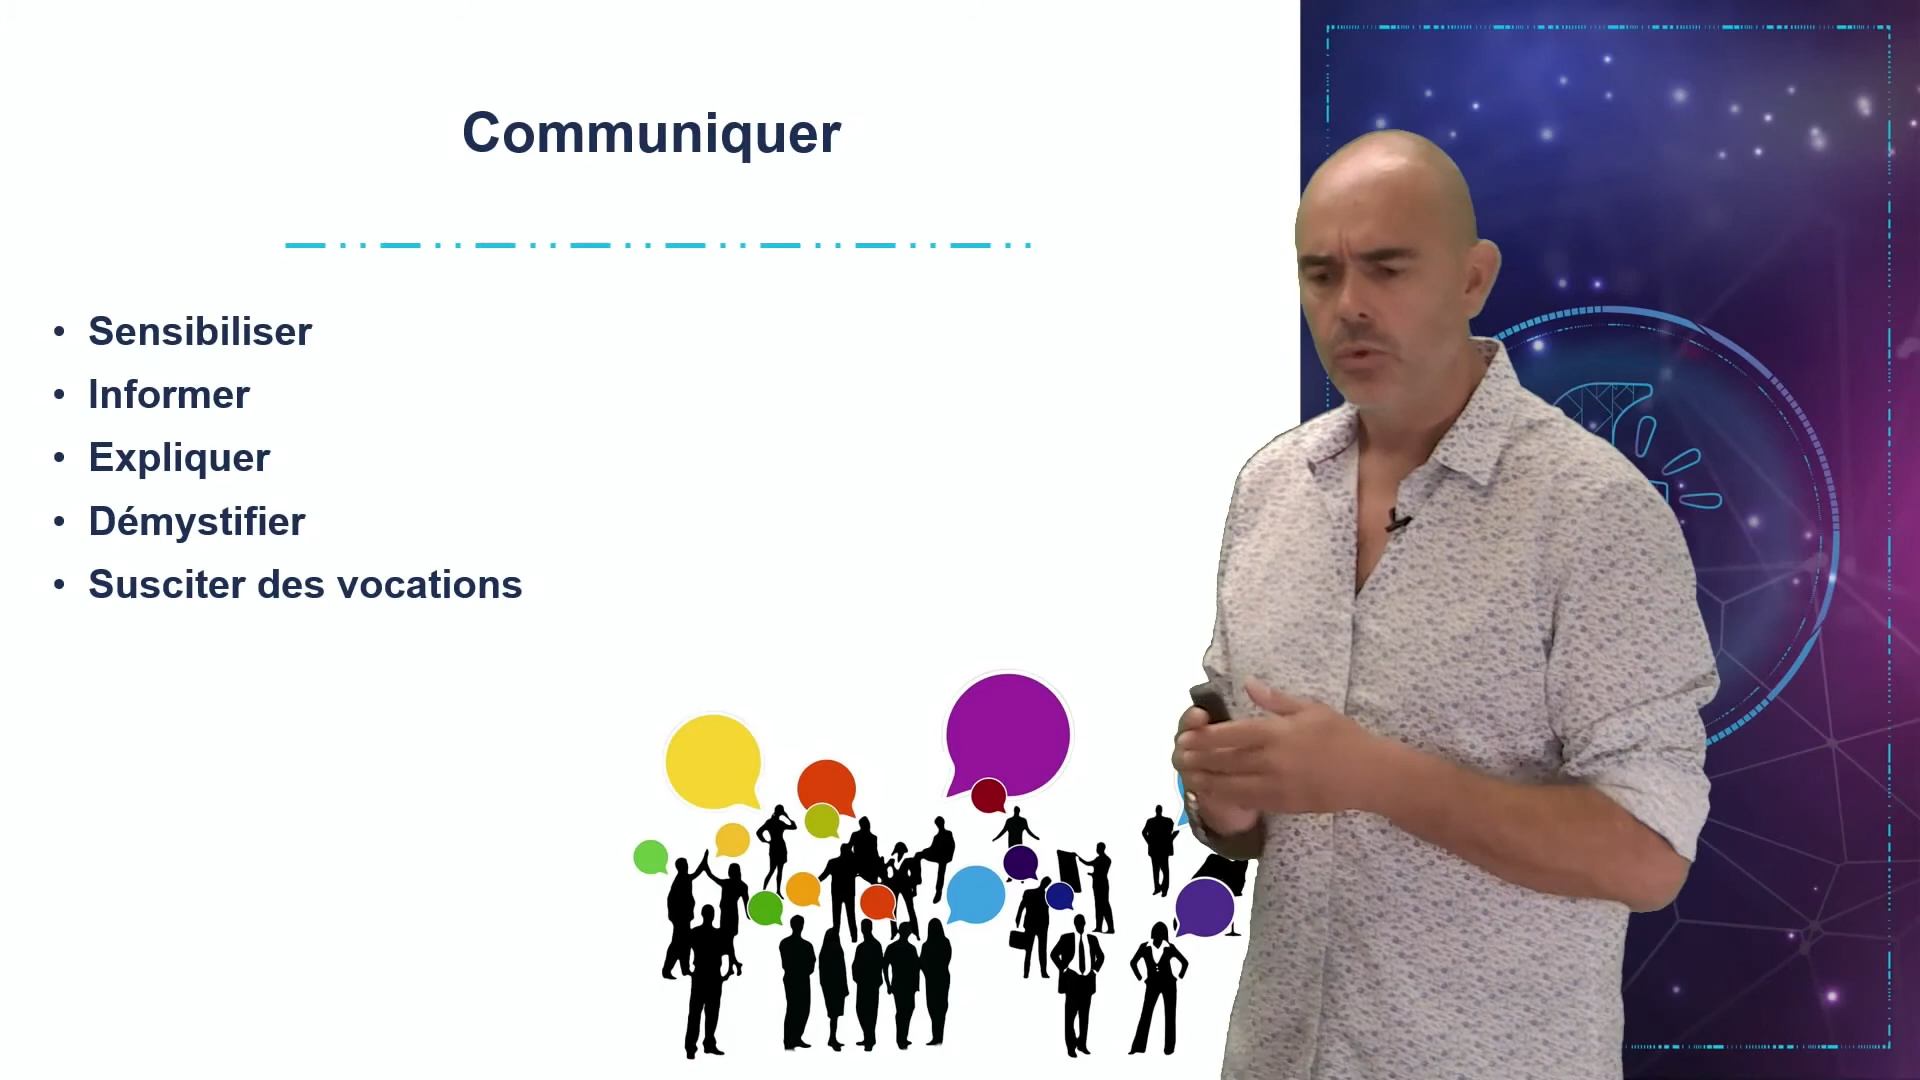 Communiquer
• Sensibiliser
• Informer
• Expliquer
• Démystifier
• Susciter des vocations